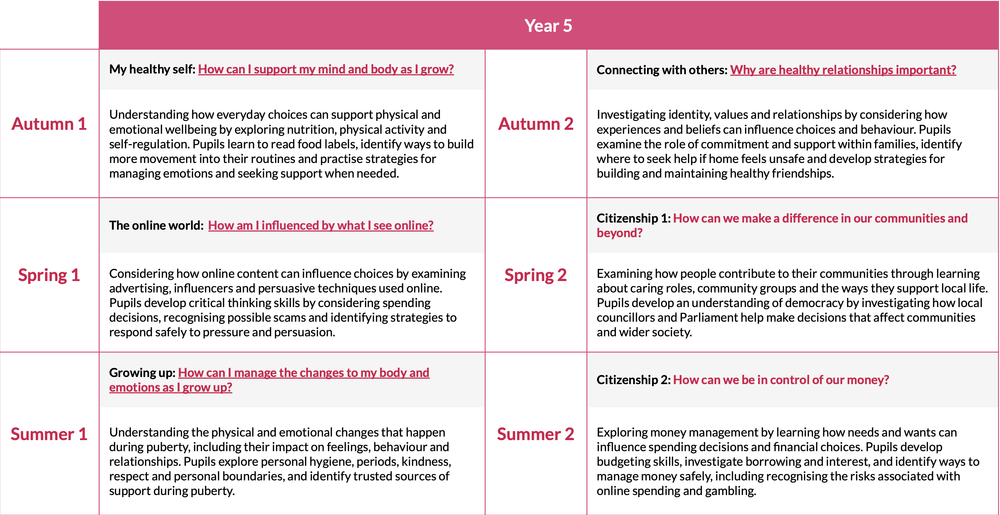 Year 5
Autumn 1
My healthy self: How can I support my mind and body as I grow?
Understanding how everyday choices can support physical and
emotional wellbeing by exploring nutrition, physical activity and
self-regulation. Pupils learn to read food labels, identify ways to build
more movement into their routines and practise strategies for
managing emotions and seeking support when needed.
Autumn 2
Connecting with others: Why are healthy relationships important?
Investigating identity, values and relationships by considering how
experiences and beliefs can influence choices and behaviour. Pupils
examine the role of commitment and support within families, identify
where to seek help if home feels unsafe and develop strategies for
building and maintaining healthy friendships.
Spring 1
The online world: How am I influenced by what I see online?
Considering how online content can influence choices by examining
advertising, influencers and persuasive techniques used online.
Pupils develop critical thinking skills by considering spending
decisions, recognising possible scams and identifying strategies to
respond safely to pressure and persuasion.
Spring 2
Citizenship 1: How can we make a difference in our communities and
beyond?
Examining how people contribute to their communities through learning
about caring roles, community groups and the ways they support local life.
Pupils develop an understanding of democracy by investigating how local
councillors and Parliament help make decisions that affect communities
and wider society.
Summer 1
Growing up: How can I manage the changes to my body and
emotions as I grow up?
Understanding the physical and emotional changes that happen
during puberty, including their impact on feelings, behaviour and
relationships. Pupils explore personal hygiene, periods, kindness,
respect and personal boundaries, and identify trusted sources of
support during puberty.
Summer 2
Citizenship 2: How can we be in control of our money?
Exploring money management by learning how needs and wants can
influence spending decisions and financial choices. Pupils develop
budgeting skills, investigate borrowing and interest, and identify ways to
manage money safely, including recognising the risks associated with
online spending and gambling.